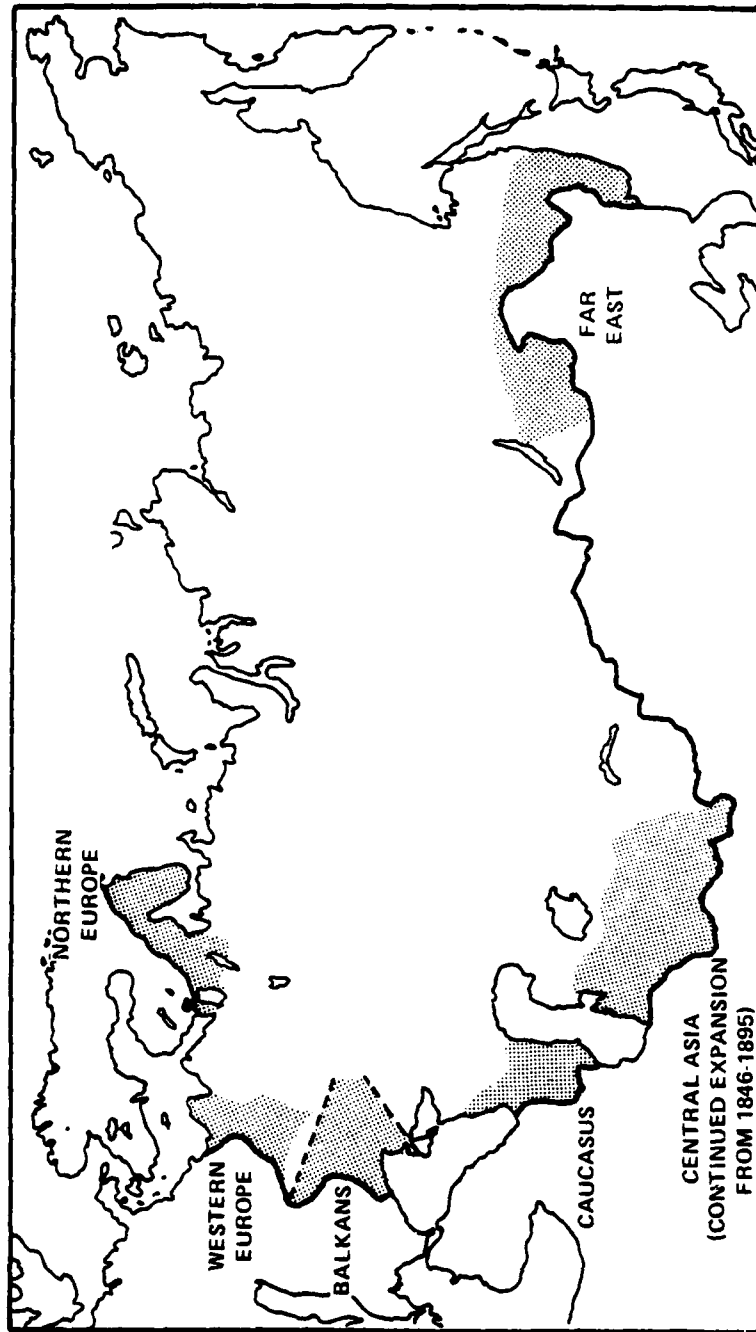 NORTHERN
EUROPE
WESTERN
EUROPE
BALKANS
CAUCASUS
CENTRAL ASIA
(CONTINUED EXPANSION
FROM 1846-1895)
FAR
EAST